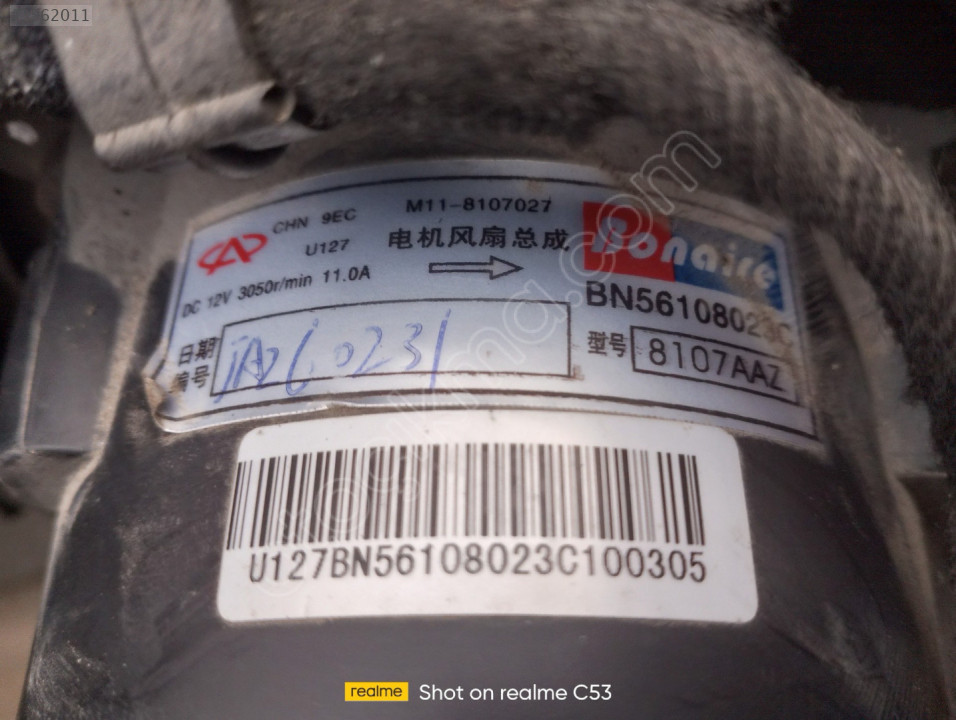 62011
CHN 9EC
M11-8107027
U127
电机风扇总成
Bonaire
DC 12V 3050r/min 11.0A
BN56108023C
日期
编号
型号
8107AAZ
U127BN56108023C100305
realme
Shot on realme C53